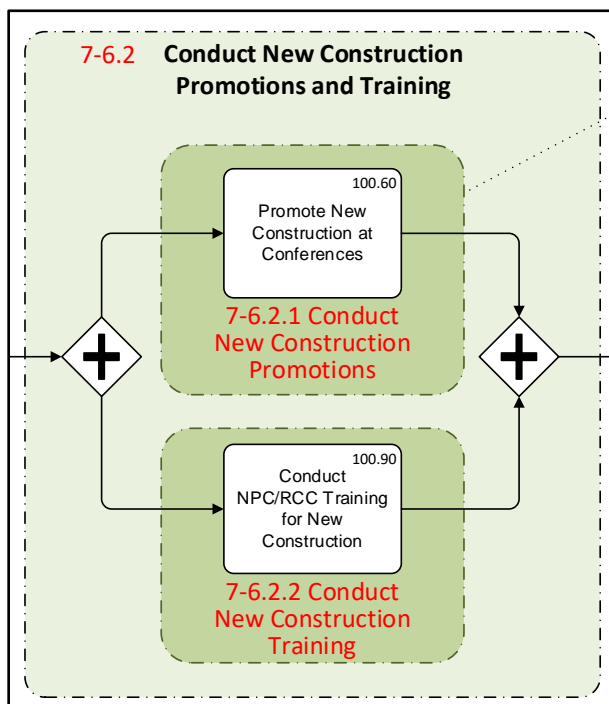 7-6.2 Conduct New Construction
Promotions and Training
100.60
Promote New
Construction at
Conferences
7-6.2.1 Conduct
New Construction
Promotions
100.90
Conduct
NPC/RCC Training
for New
Construction
7-6.2.2 Conduct
New Construction
Training